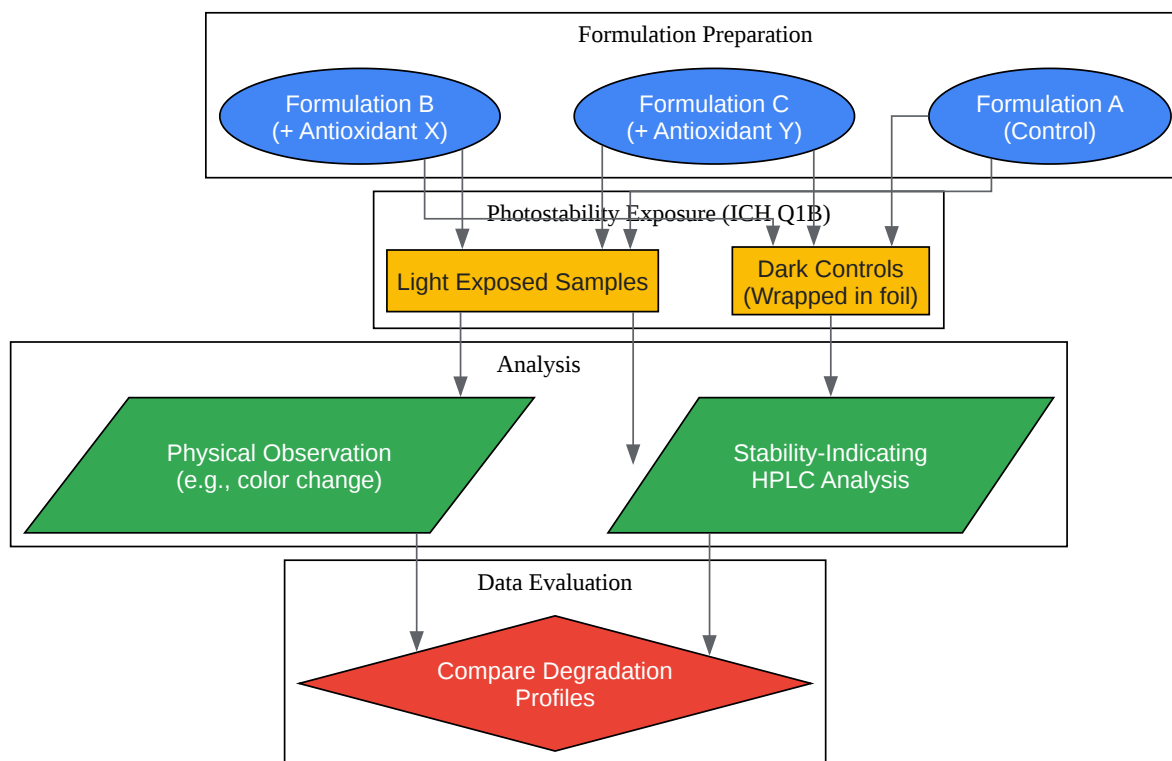 Formulation Preparation
Formulation B
(+ Antioxidant X)
Formulation C
(+ Antioxidant Y)
Formulation A
(Control)
Photostability Exposure (ICH Q1B)
Light Exposed Samples
Dark Controls
(Wrapped in foil)
Analysis
Physical Observation
(e.g., color change)
Stability-Indicating
HPLC Analysis
Data Evaluation
Compare Degradation
Profiles